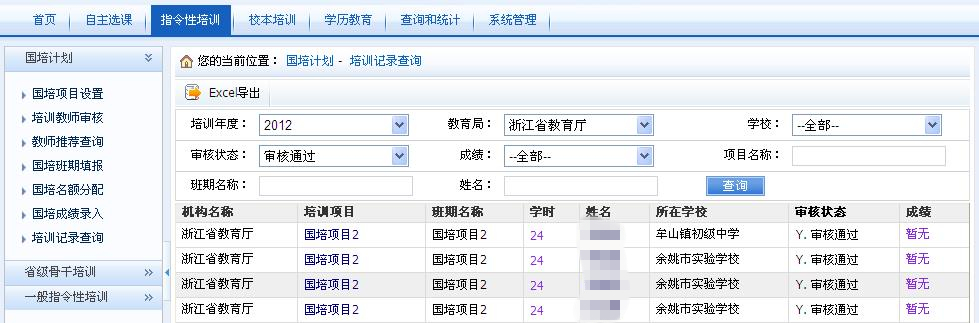 首页 自主选课 指令性培训 校本培训 学历教育 查询和统计 系统管理
国培计划
国培项目设置
培训教师审核
教师推荐查询
国培班期填报
国培名额分配
国培成绩录入
培训记录查询
省级骨干培训
一般指令性培训
您的当前位置： 国培计划 - 培训记录查询
Excel导出
培训年度： 2012 教育局： 浙江省教育厅 学校： --全部--
审核状态： 审核通过 成绩： --全部-- 项目名称：
班期名称： 姓名： 查询
机构名称 培训项目 班期名称 学时 姓名 所在学校 审核状态 成绩
浙江省教育厅 国培项目2 国培项目2 24 牟山镇初级中学 Y. 审核通过 暂无
浙江省教育厅 国培项目2 国培项目2 24 余姚市实验学校 Y. 审核通过 暂无
浙江省教育厅 国培项目2 国培项目2 24 余姚市实验学校 Y. 审核通过 暂无
浙江省教育厅 国培项目2 国培项目2 24 余姚市实验学校 Y. 审核通过 暂无